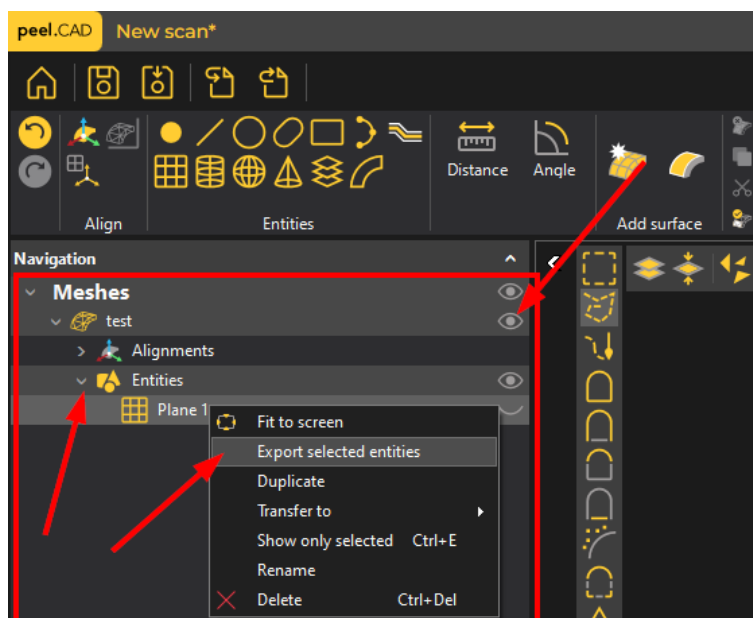 peel.CAD New scan*
Distance Angle
Align Entities Add surface
Navigation
Meshes
test
Alignments
Entities
Plane 1
Fit to screen
Export selected entities
Duplicate
Transfer to
Show only selected Ctrl+E
Rename
Delete Ctrl+Del